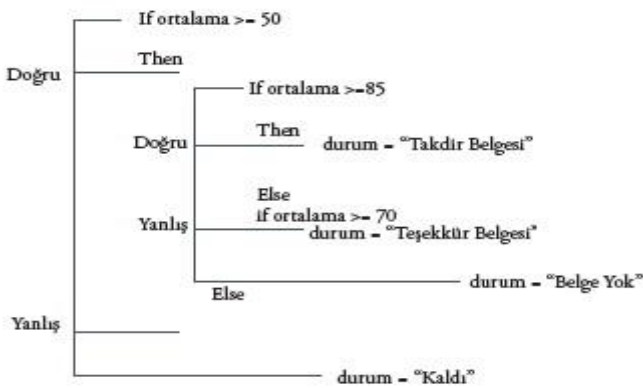 If ortalama >= 50
Then
Doğru
If ortalama >=85
Then
Doğru
durum = "Takdir Belgesi"
Else
if ortalama >= 70
Yanlış
durum = "Teşekkür Belgesi"
durum = "Belge Yok"
Else
Yanlış
durum = "Kaldı"